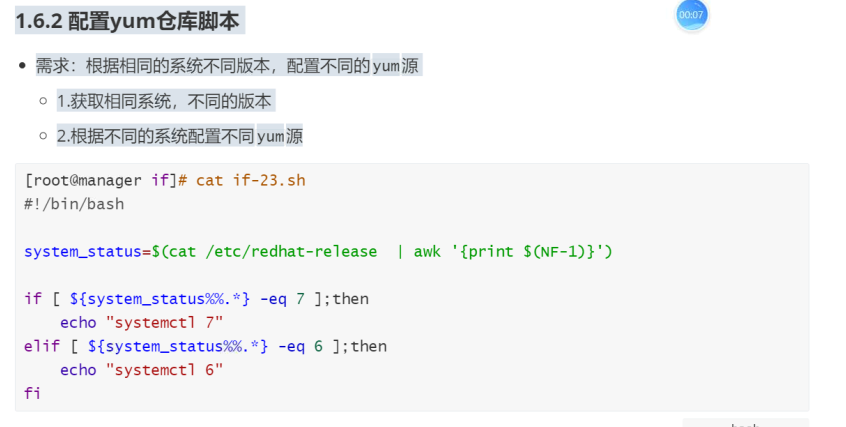 1.6.2 配置yum仓库脚本
00:07
需求：根据相同的系统不同版本，配置不同的yum源
1.获取相同系统，不同的版本
2.根据不同的系统配置不同yum源
[root@manager if]# cat if-23.sh
#!/bin/bash
system_status=$(cat /etc/redhat-release  | awk '{print $(NF-1)}')
if [ ${system_status%%.*} -eq 7 ];then
    echo "systemctl 7"
elif [ ${system_status%%.*} -eq 6 ];then
    echo "systemctl 6"
fi